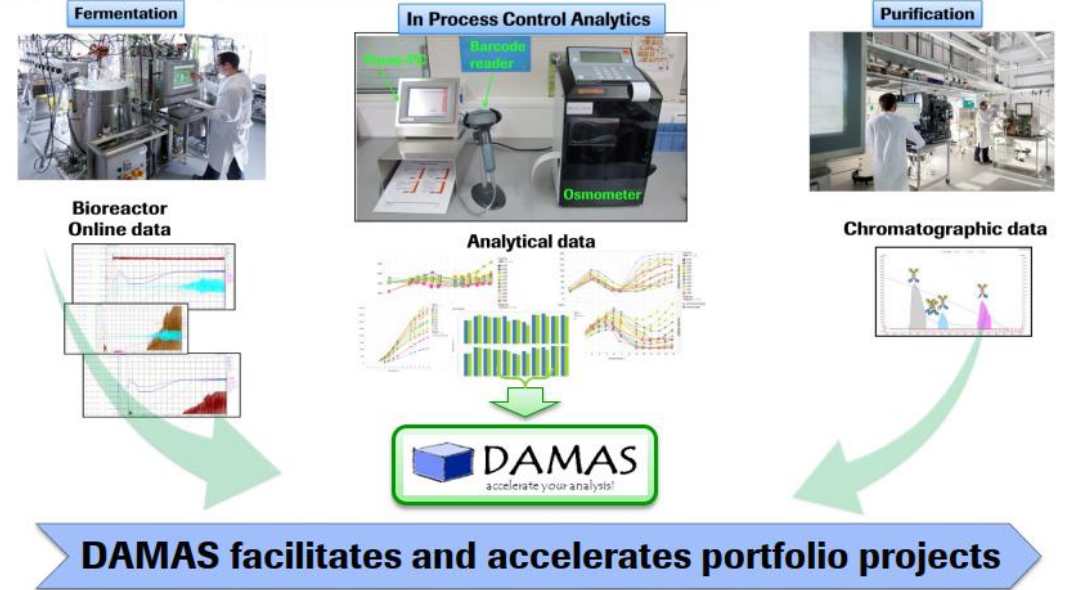 Fermentation
In Process Control Analytics
Purification
Panel-PC
Barcode
reader
Osmometer
Bioreactor
Online data
Analytical data
Chromatographic data
DAMAS
accelerate your analysis!
DAMAS facilitates and accelerates portfolio projects